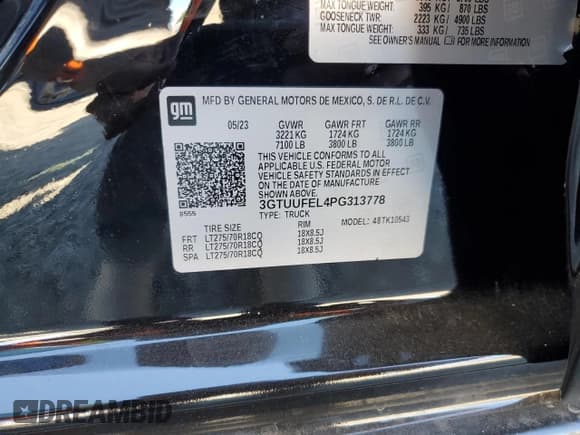 MAX TONGUE WEIGHT: 395 KG / 870 LBS
GOOSENECK TWR: 2223 KG / 4900 LBS
MAX TONGUE WEIGHT: 333 KG / 735 LBS
SEE OWNER'S MANUAL FOR MORE INFORMATION
gm
MFD BY GENERAL MOTORS DE MEXICO, S. DE R.L. DE C.V.
05/23 GVWR GAWR FRT GAWR RR
3221 KG 1724 KG 1724 KG
7100 LB 3800 LB 3800 LB
THIS VEHICLE CONFORMS TO ALL
APPLICABLE U.S. FEDERAL MOTOR
VEHICLE SAFETY STANDARDS IN EFFECT
ON THE DATE OF MANUFACTURE
SHOWN ABOVE.
3GTUUFEL4PG313778
TYPE: TRUCK MODEL: 48TK10543
TIRE SIZE RIM
FRT LT275/70R18CQ 18X8.5J
RR LT275/70R18CQ 18X8.5J
SPA LT275/70R18CQ 18X8.5J
DREAMBID